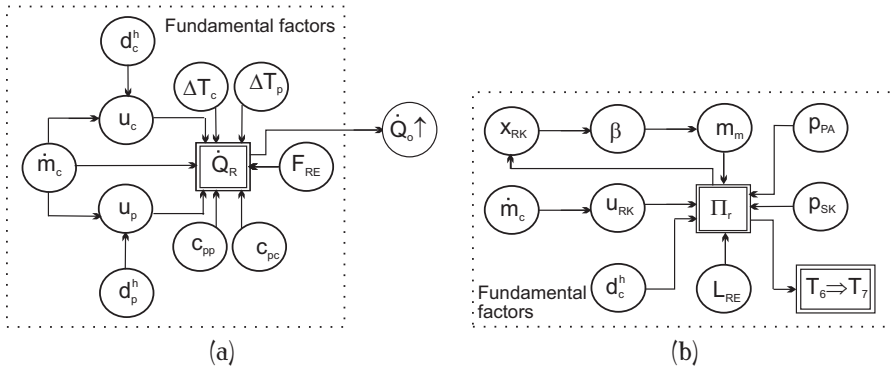 Fundamental factors
d_c^h
ΔT_c
ΔT_p
u_c
Q̇_o↑
ṁ_c
Q̇_R
F_RE
u_p
c_pp
c_pc
d_p^h
(a)
x_RK
β
m_m
p_PA
ṁ_c
u_RK
Π_r
p_SK
d_c^h
L_RE
T_6⇒T_7
Fundamental
factors
(b)